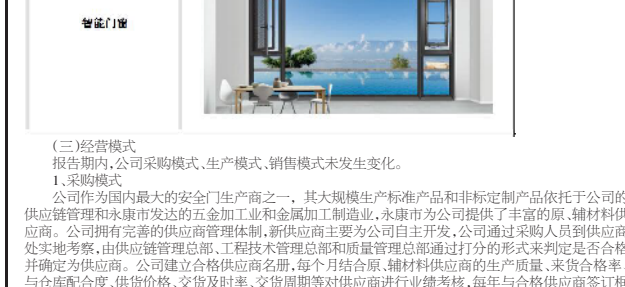 智能门窗
(三)经营模式
报告期内,公司采购模式、生产模式、销售模式未发生变化。
1、采购模式
公司作为国内最大的安全门生产商之一，其大规模生产标准产品和非标定制产品依托于公司的
供应链管理和永康市发达的五金加工业和金属加工制造业,永康市为公司提供了丰富的原、辅材料供
应商。公司拥有完善的供应商管理体制,新供应商主要为公司自主开发,公司通过采购人员到供应商
处实地考察,由供应链管理总部、工程技术管理总部和质量管理总部通过打分的形式来判定是否合格
并确定为供应商。公司建立合格供应商名册,每个月结合原、辅材料供应商的生产质量、来货合格率、
与仓库配合度、供货价格、交货及时率、交货周期等对供应商进行业绩考核,每年与合格供应商签订框